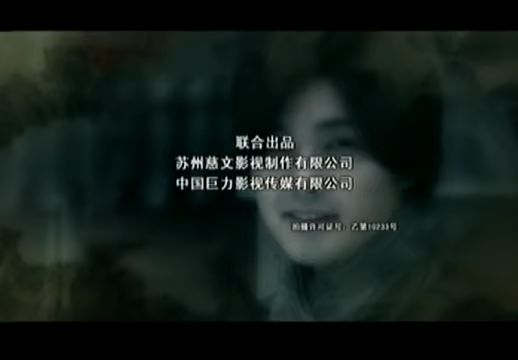 联合出品
苏州慈文影视制作有限公司
中国巨力影视传媒有限公司
拍摄许可证号：乙第10233号